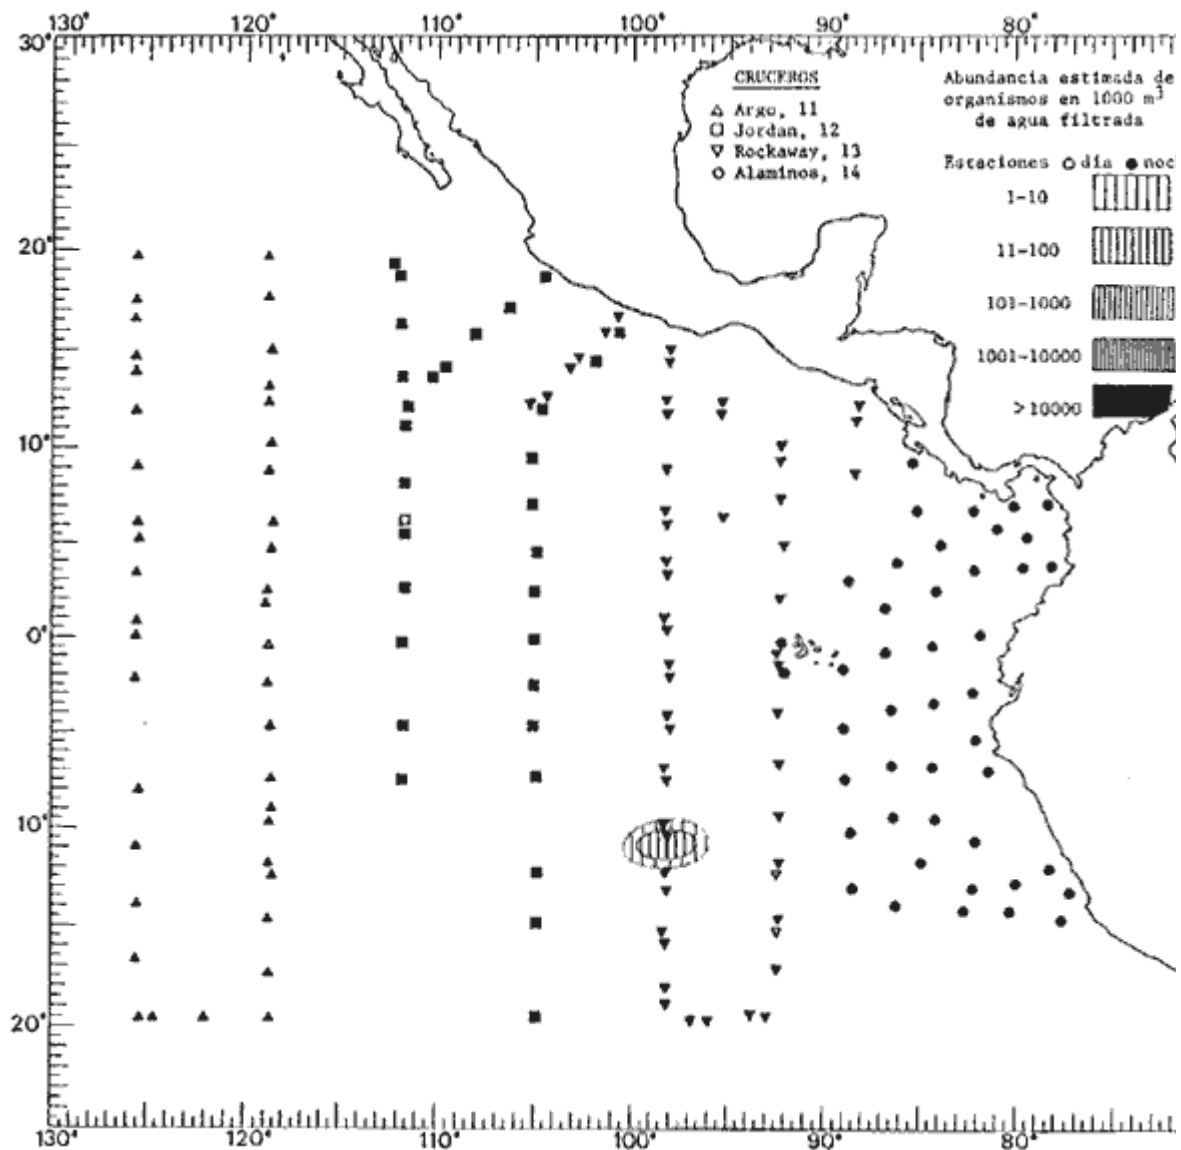 130° 120° 110° 100° 90° 80°
30°
20°
10°
0°
10°
20°
130° 120° 110° 100° 90° 80°
CRUCEROS
△ Argo, 11
□ Jordan, 12
▽ Rockaway, 13
○ Alaminos, 14
Abundancia estimada de
organismos en 1000 m³
de agua filtrada
Estaciones ○ día ● noc
1-10
11-100
101-1000
1001-10000
>10000